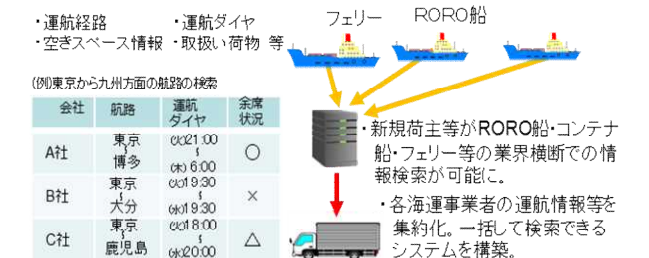 ・運航経路 ・運航ダイヤ
・空きスペース情報 ・取扱い荷物 等
フェリー RORO船
(例)東京から九州方面の航路の検索
会社 航路 運航ダイヤ 余席状況
A社 東京～博多 (火)21:00～(木)6:00 ○
B社 東京～大分 (火)19:30～(水)19:30 ×
C社 東京～鹿児島 (火)18:00～(水)20:00 △
・新規荷主等がRORO船・コンテナ
船・フェリー等の業界横断での情
報検索が可能に。
・各海運事業者の運航情報等を
集約化。一括して検索できる
システムを構築。